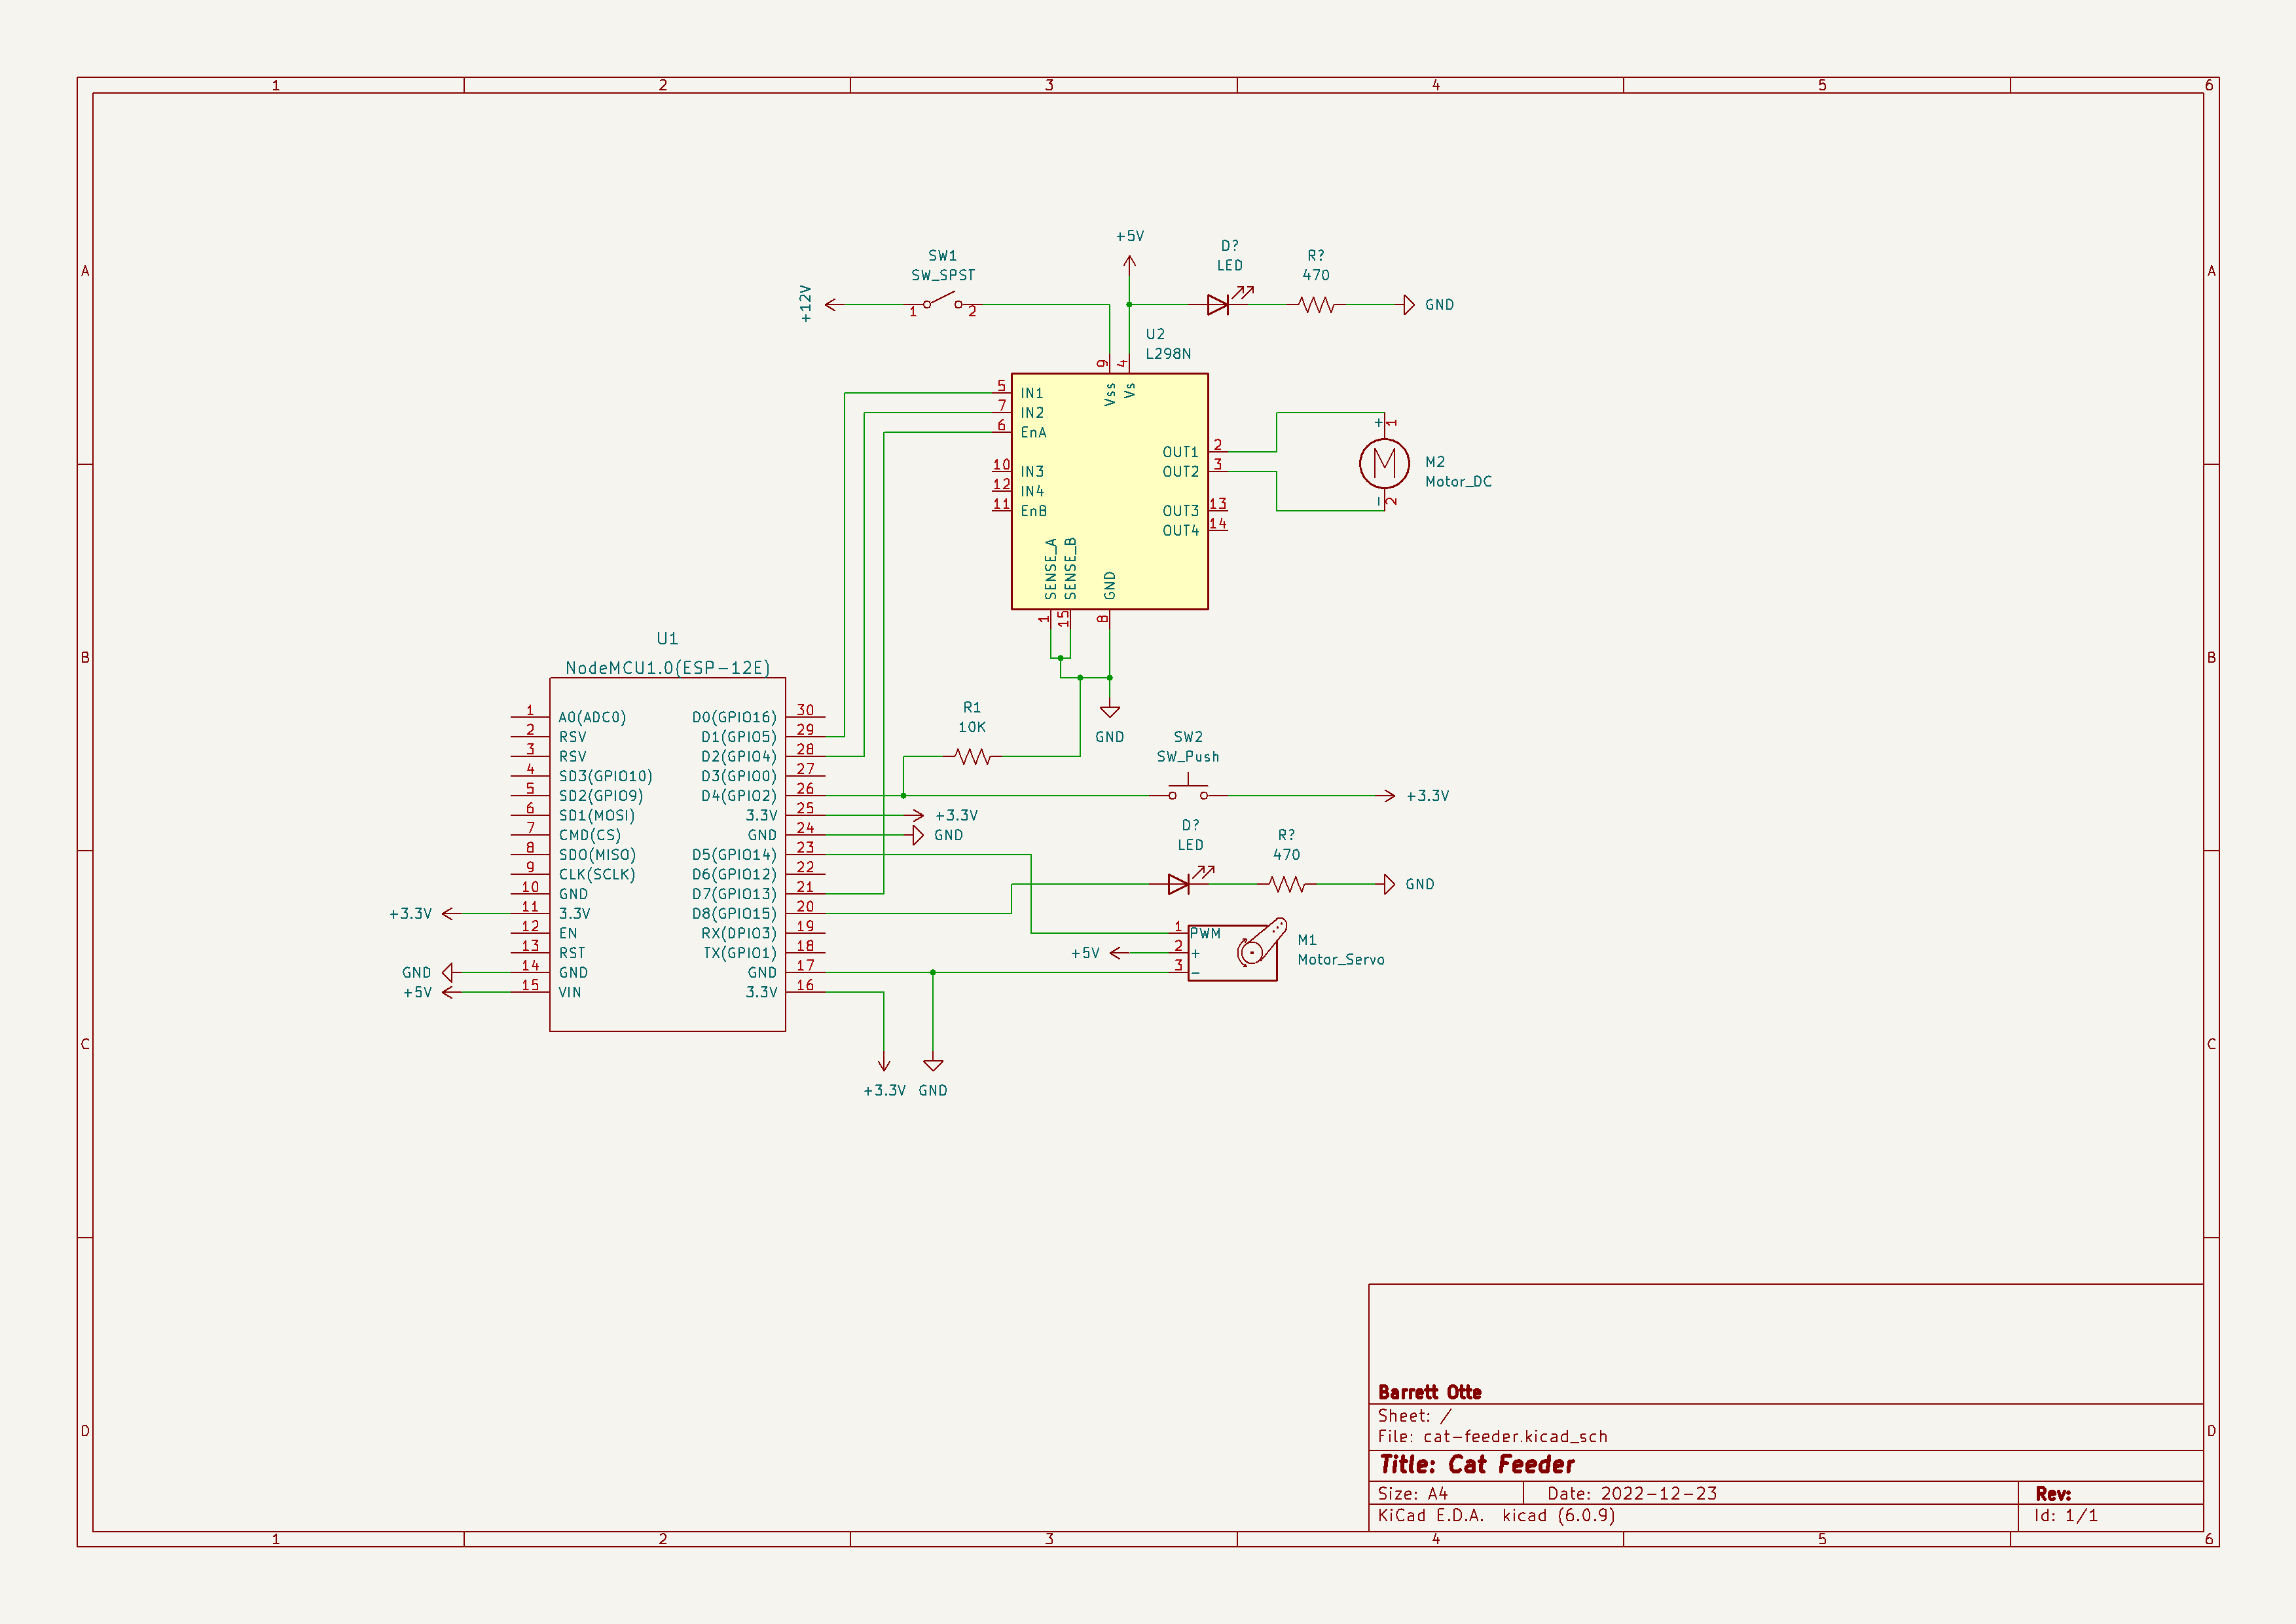 1 2 3 4 5 6
A A
SW1
SW_SPST
+12V
1 2
+5V
D?
LED
R?
470
GND
U2
L298N
9 4
Vss Vs
5 IN1
7 IN2
6 EnA
10 IN3
12 IN4
11 EnB
OUT1 2
OUT2 3
OUT3 13
OUT4 14
SENSE_A
SENSE_B
GND
1 15 8
+ 1
M
- 2
M2
Motor_DC
GND
B B
U1
NodeMCU1.0(ESP-12E)
1 A0(ADC0) D0(GPIO16) 30
2 RSV D1(GPIO5) 29
3 RSV D2(GPIO4) 28
4 SD3(GPIO10) D3(GPIO0) 27
5 SD2(GPIO9) D4(GPIO2) 26
6 SD1(MOSI) 3.3V 25
7 CMD(CS) GND 24
8 SD0(MISO) D5(GPIO14) 23
9 CLK(SCLK) D6(GPIO12) 22
10 GND D7(GPIO13) 21
+3.3V 11 3.3V D8(GPIO15) 20
12 EN RX(DPIO3) 19
13 RST TX(GPIO1) 18
GND 14 GND GND 17
+5V 15 VIN 3.3V 16
R1
10K
SW2
SW_Push
+3.3V
+3.3V
GND
D?
LED
R?
470
GND
1 PWM
+5V 2 +
3 -
M1
Motor_Servo
+3.3V GND
C C
D D
Barrett Otte
Sheet: /
File: cat-feeder.kicad_sch
Title: Cat Feeder
Size: A4 Date: 2022-12-23 Rev:
KiCad E.D.A. kicad (6.0.9) Id: 1/1
1 2 3 4 5 6